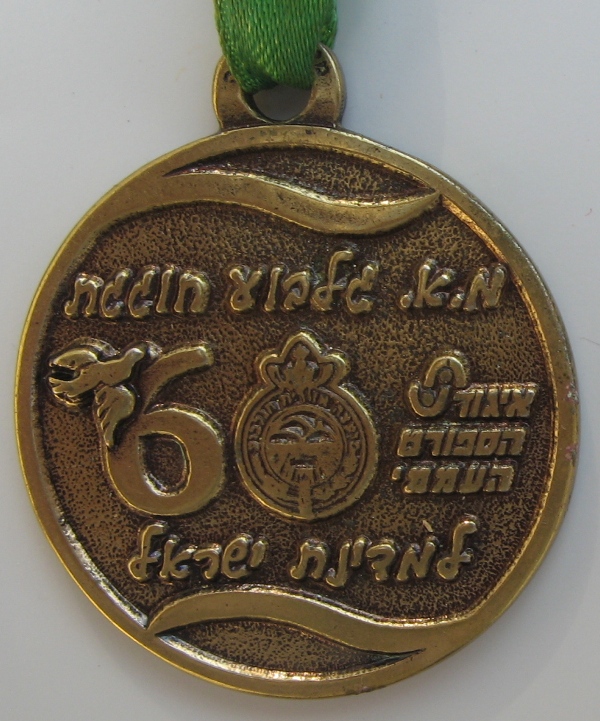 מ.א. גלבוע חוגגת
60
איגוד
הספורט
העממי
למדינת ישראל